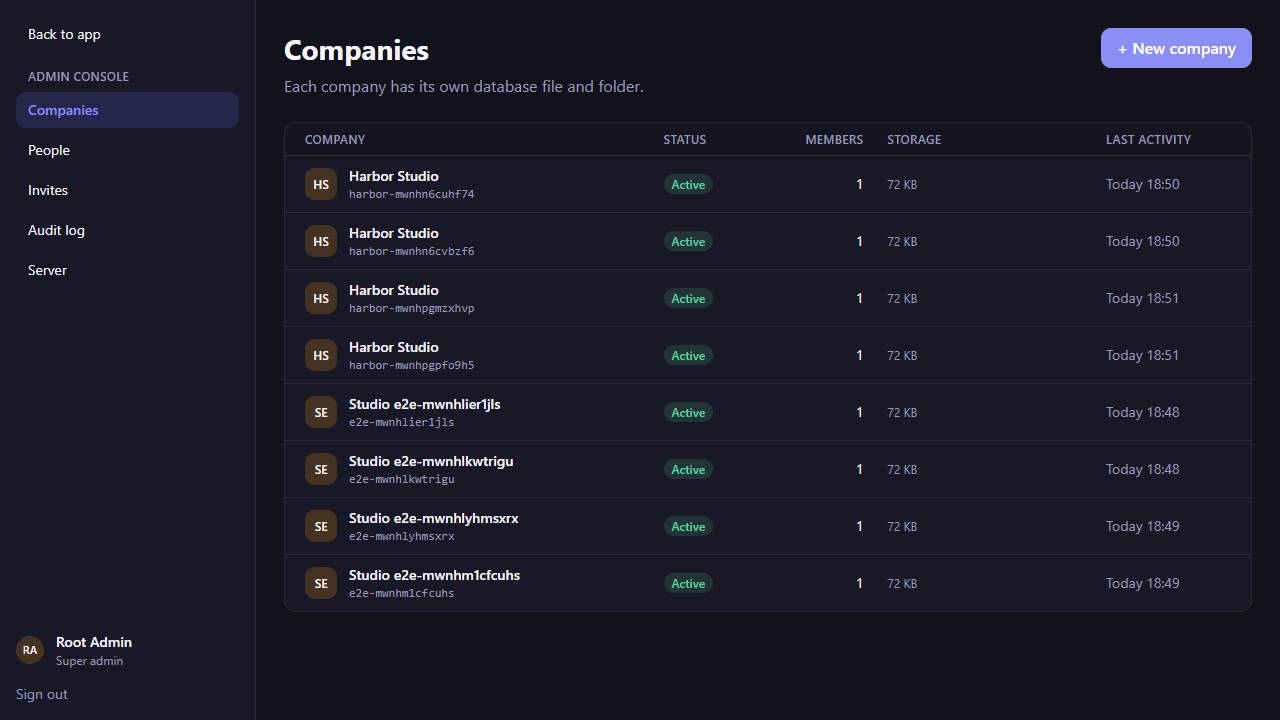 Back to app
ADMIN CONSOLE
Companies
People
Invites
Audit log
Server
RA
Root Admin
Super admin
Sign out
Companies
Each company has its own database file and folder.
+ New company
COMPANY STATUS MEMBERS STORAGE LAST ACTIVITY
HS Harbor Studio Active 1 72 KB Today 18:50
harbor-mwnhn6cuhf74
HS Harbor Studio Active 1 72 KB Today 18:50
harbor-mwnhn6cvbzf6
HS Harbor Studio Active 1 72 KB Today 18:51
harbor-mwnhpgmzxhvp
HS Harbor Studio Active 1 72 KB Today 18:51
harbor-mwnhpgpfo9h5
SE Studio e2e-mwnhlier1jls Active 1 72 KB Today 18:48
e2e-mwnhlier1jls
SE Studio e2e-mwnhlkwtrigu Active 1 72 KB Today 18:48
e2e-mwnhlkwtrigu
SE Studio e2e-mwnhlyhmsxrx Active 1 72 KB Today 18:49
e2e-mwnhlyhmsxrx
SE Studio e2e-mwnhm1cfcuhs Active 1 72 KB Today 18:49
e2e-mwnhm1cfcuhs